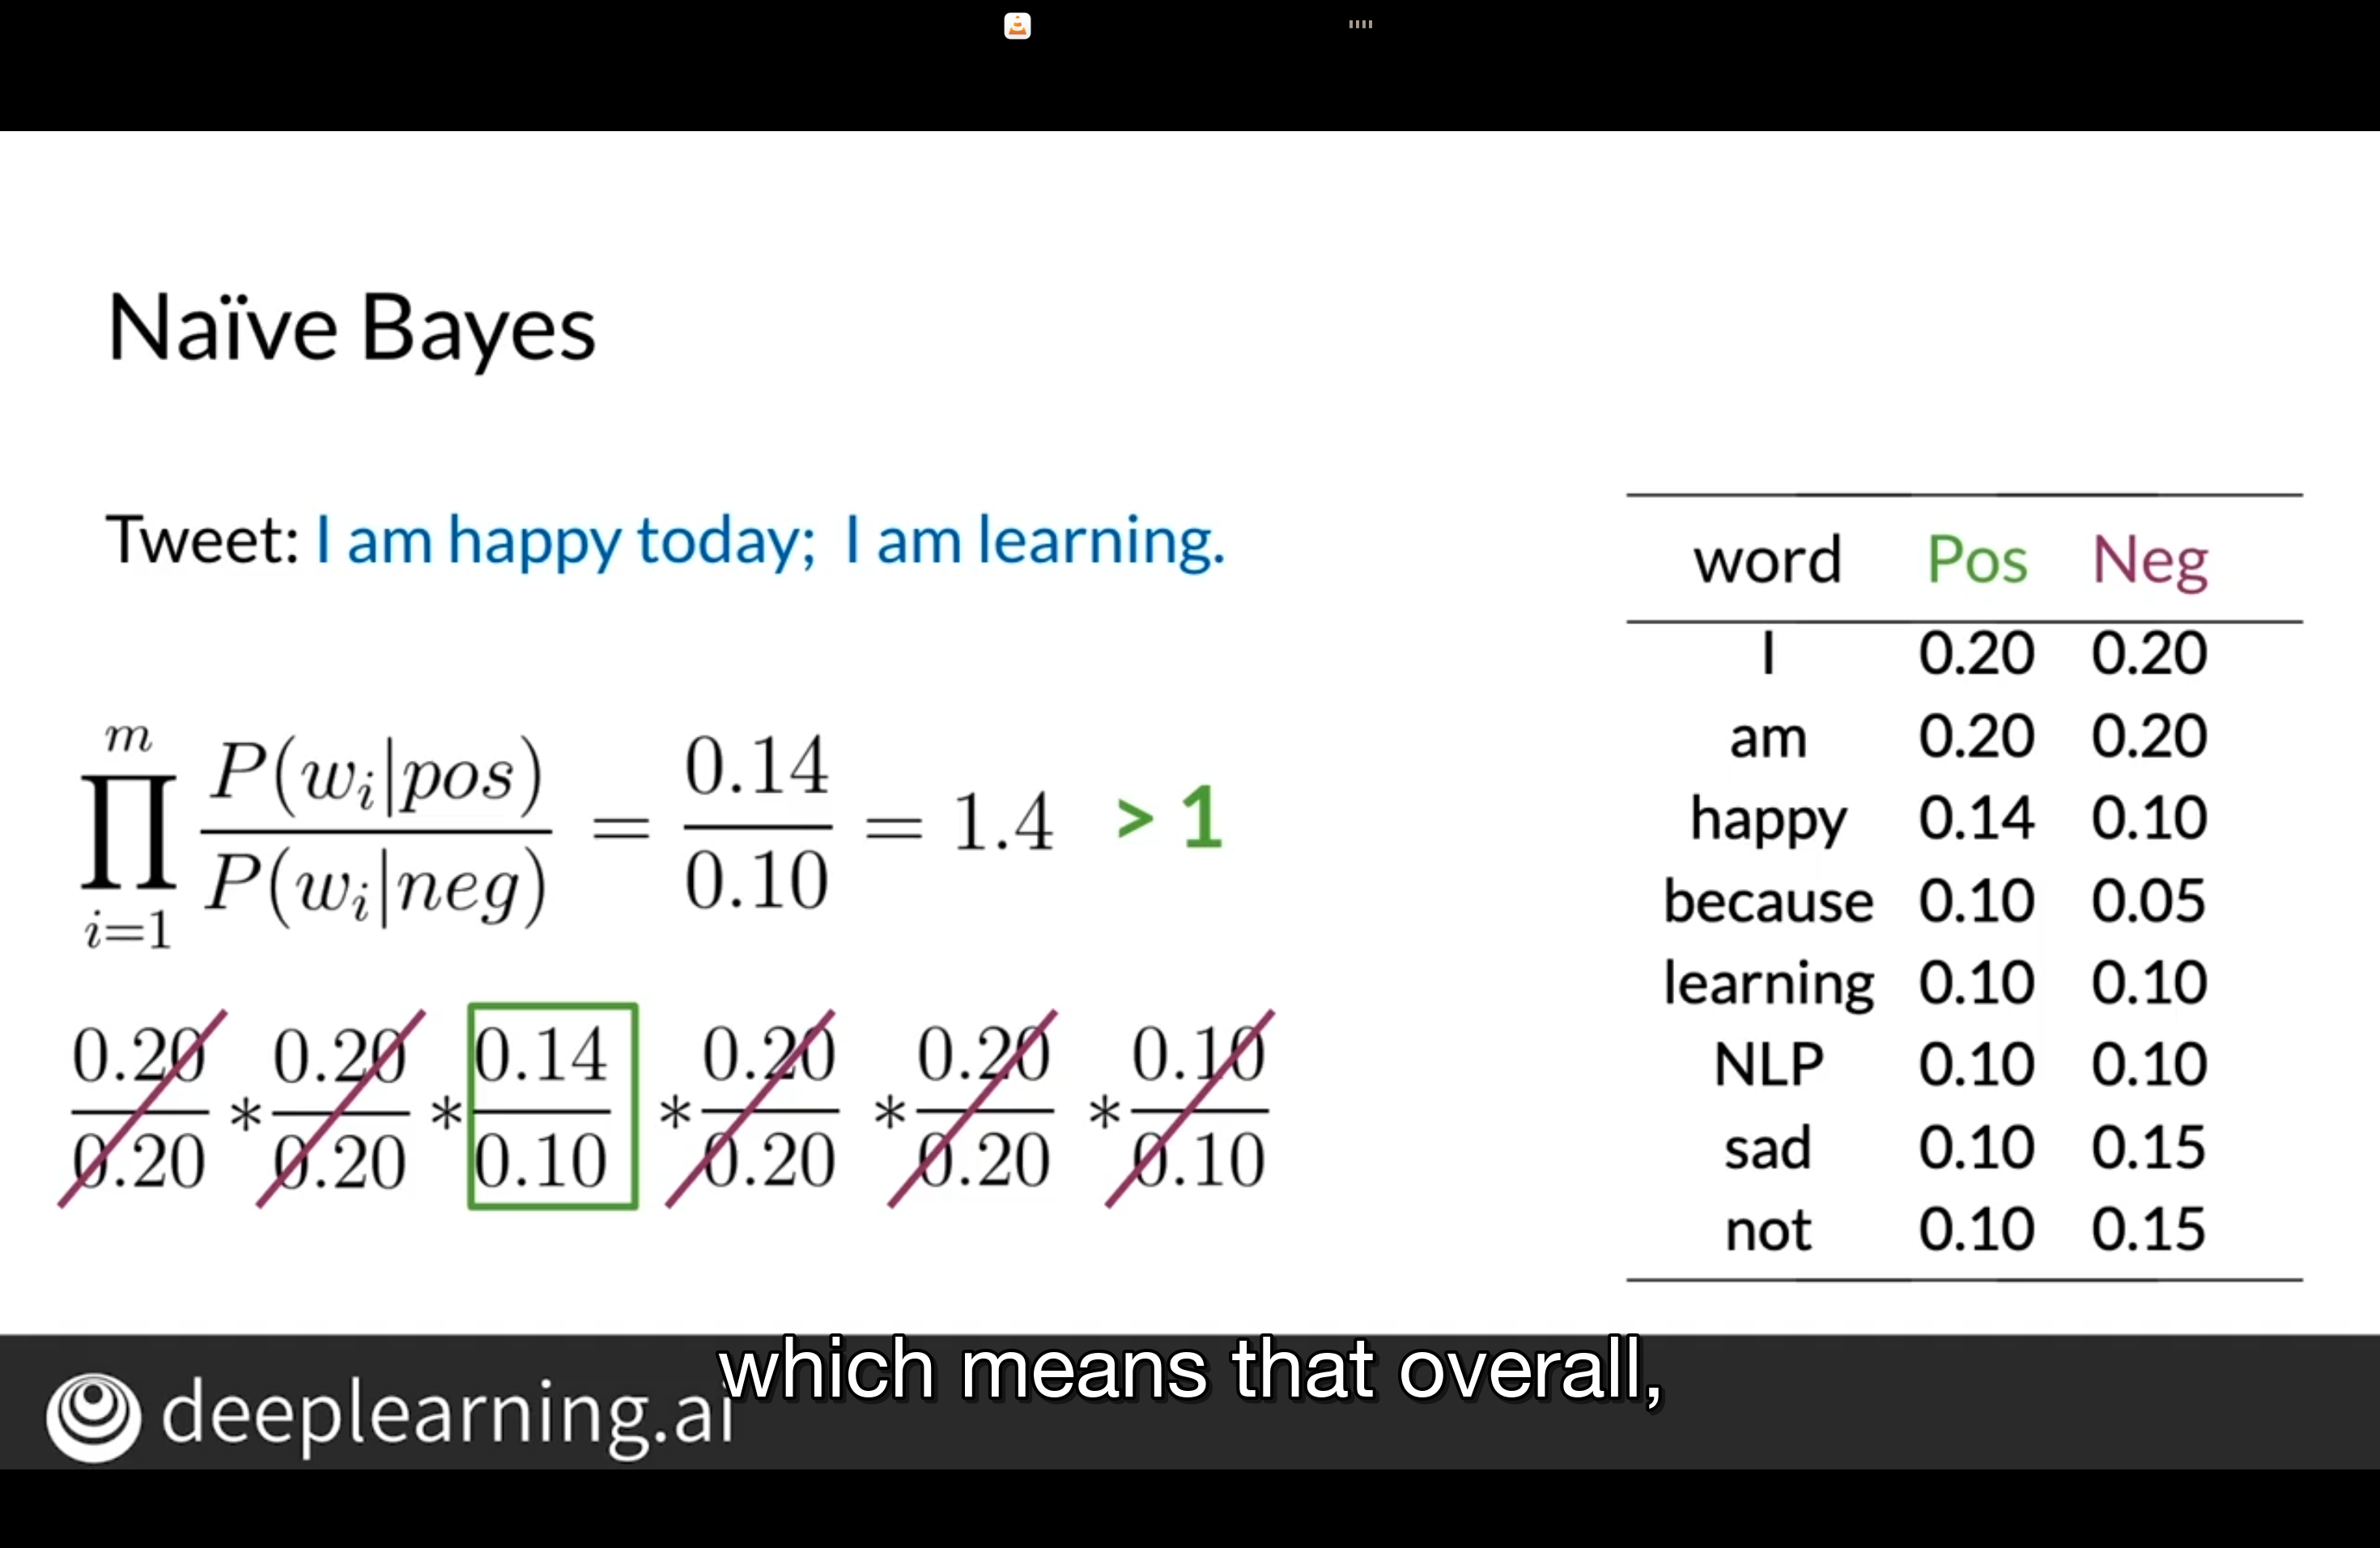 Naïve Bayes
Tweet: I am happy today; I am learning.
m
∏ P(wᵢ|pos) / P(wᵢ|neg) = 0.14 / 0.10 = 1.4 > 1
i=1
0.20/0.20 * 0.20/0.20 * 0.14/0.10 * 0.20/0.20 * 0.20/0.20 * 0.10/0.10
word Pos Neg
I 0.20 0.20
am 0.20 0.20
happy 0.14 0.10
because 0.10 0.05
learning 0.10 0.10
NLP 0.10 0.10
sad 0.10 0.15
not 0.10 0.15
which means that overall,
deeplearning.ai